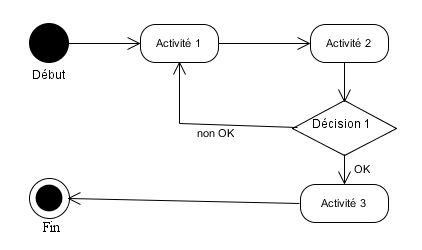 Activité 1
Activité 2
Début
Décision 1
non OK
OK
Activité 3
Fin